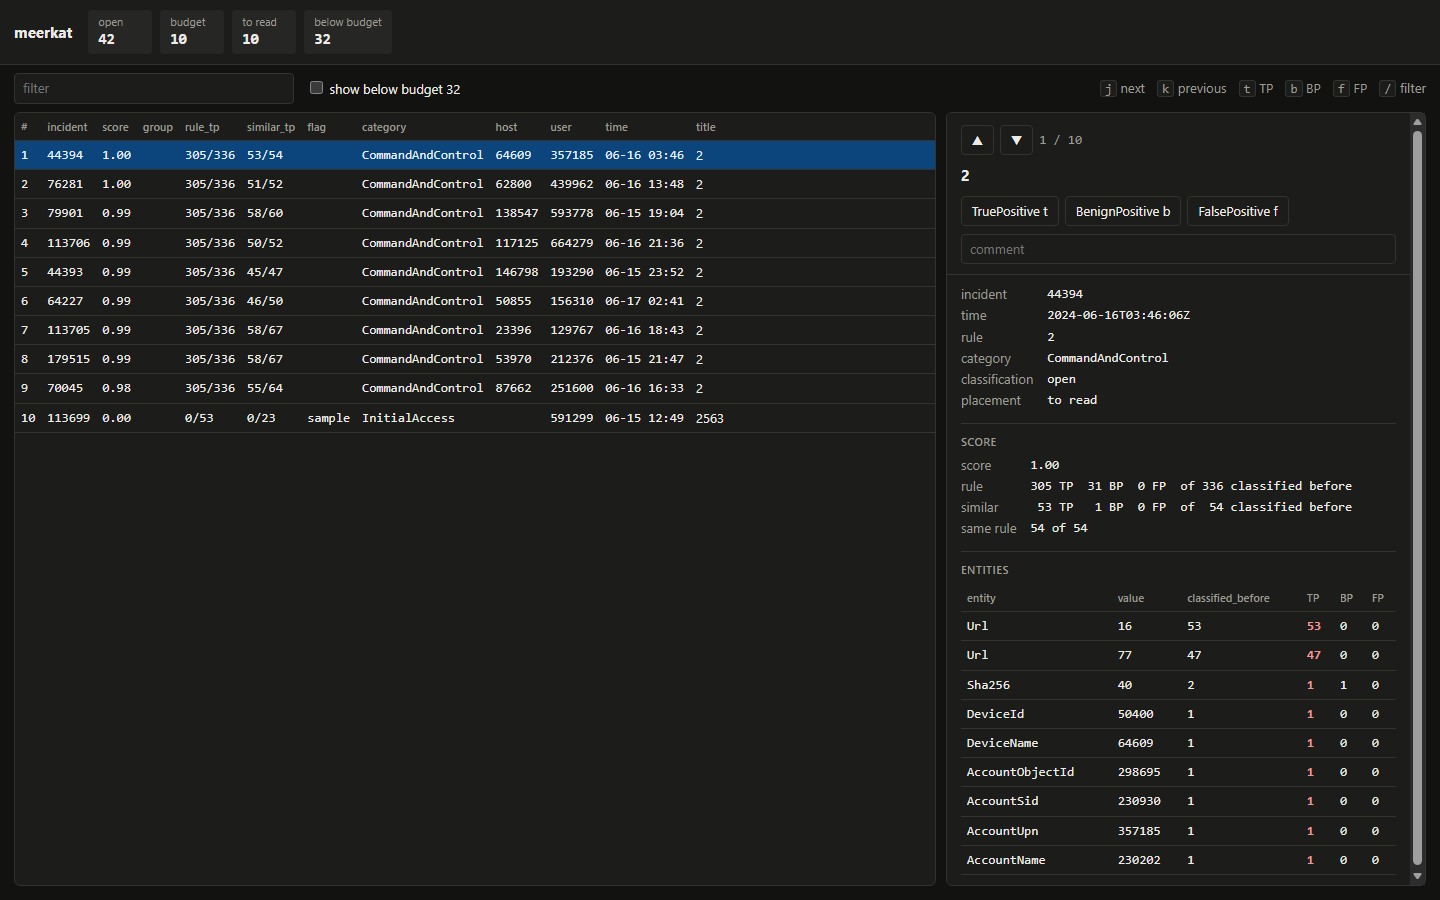 meerkat
open 42
budget 10
to read 10
below budget 32
filter
show below budget 32
j next k previous t TP b BP f FP / filter
# incident score group rule_tp similar_tp flag category host user time title
1 44394 1.00 305/336 53/54 CommandAndControl 64609 357185 06-16 03:46 2
2 76281 1.00 305/336 51/52 CommandAndControl 62800 439962 06-16 13:48 2
3 79901 0.99 305/336 58/60 CommandAndControl 138547 593778 06-15 19:04 2
4 113706 0.99 305/336 50/52 CommandAndControl 117125 664279 06-16 21:36 2
5 44393 0.99 305/336 45/47 CommandAndControl 146798 193290 06-15 23:52 2
6 64227 0.99 305/336 46/50 CommandAndControl 50855 156310 06-17 02:41 2
7 113705 0.99 305/336 58/67 CommandAndControl 23396 129767 06-16 18:43 2
8 179515 0.99 305/336 58/67 CommandAndControl 53970 212376 06-15 21:47 2
9 70045 0.98 305/336 55/64 CommandAndControl 87662 251600 06-16 16:33 2
10 113699 0.00 0/53 0/23 sample InitialAccess 591299 06-15 12:49 2563
▲ ▼ 1 / 10
2
TruePositive t BenignPositive b FalsePositive f
comment
incident 44394
time 2024-06-16T03:46:06Z
rule 2
category CommandAndControl
classification open
placement to read
SCORE
score 1.00
rule 305 TP 31 BP 0 FP of 336 classified before
similar 53 TP 1 BP 0 FP of 54 classified before
same rule 54 of 54
ENTITIES
entity value classified_before TP BP FP
Url 16 53 53 0 0
Url 77 47 47 0 0
Sha256 40 2 1 1 0
DeviceId 50400 1 1 0 0
DeviceName 64609 1 1 0 0
AccountObjectId 298695 1 1 0 0
AccountSid 230930 1 1 0 0
AccountUpn 357185 1 1 0 0
AccountName 230202 1 1 0 0